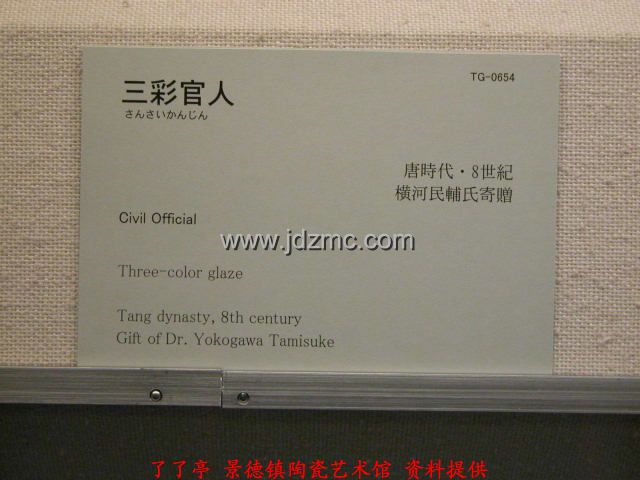 三彩官人
さんさいかんじん
TG-0654
唐時代・8世紀
横河民輔氏寄贈
Civil Official
www.jdzmc.com
Three-color glaze
Tang dynasty, 8th century
Gift of Dr. Yokogawa Tamisuke
了了亭 景德镇陶瓷艺术馆 资料提供